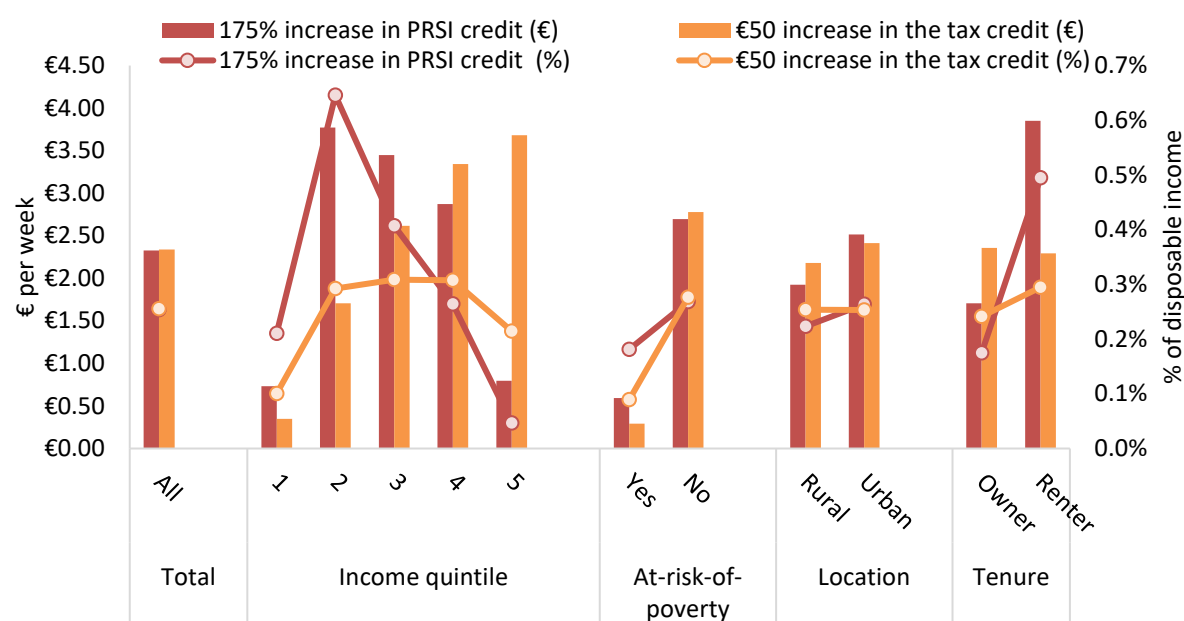 175% increase in PRSI credit (€)
€50 increase in the tax credit (€)
175% increase in PRSI credit  (%)
€50 increase in the tax credit (%)
€4.50
€4.00
€3.50
€3.00
€2.50
€2.00
€1.50
€1.00
€0.50
€0.00
€ per week
0.7%
0.6%
0.5%
0.4%
0.3%
0.2%
0.1%
0.0%
% of disposable income
All
1
2
3
4
5
Yes
No
Rural
Urban
Owner
Renter
Total
Income quintile
At-risk-of-
poverty
Location
Tenure